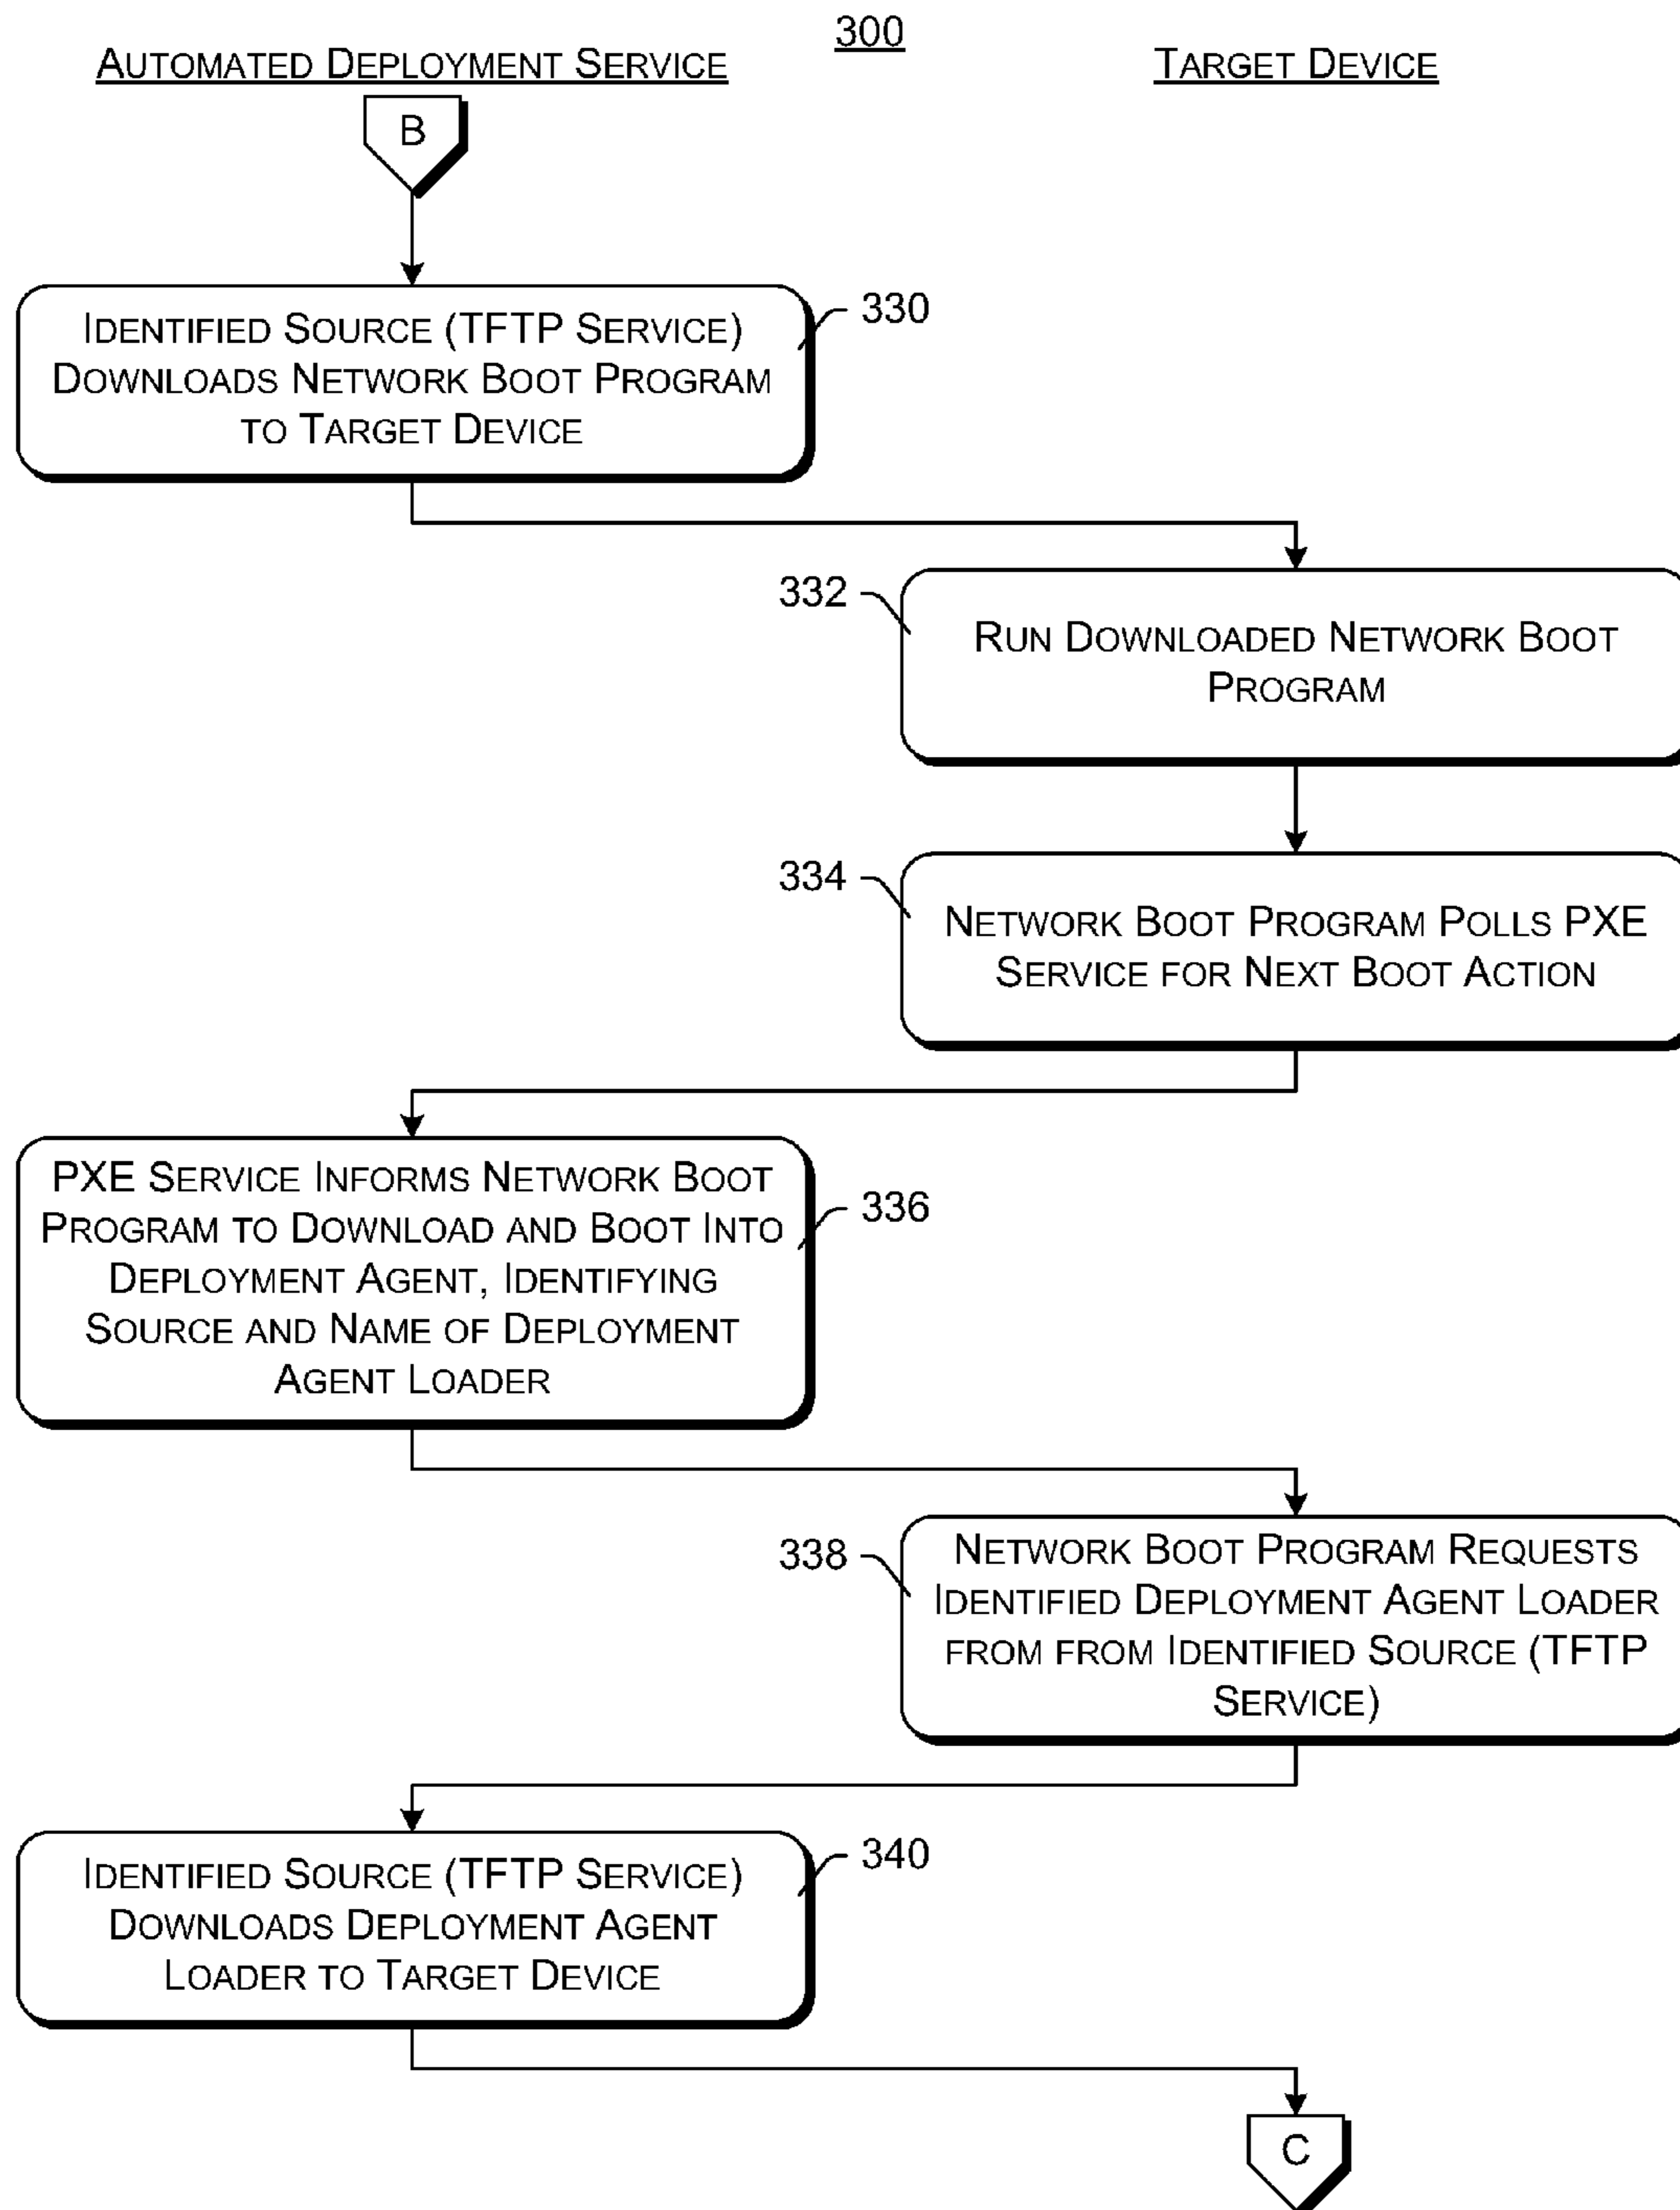 300
AUTOMATED DEPLOYMENT SERVICE
TARGET DEVICE
B
IDENTIFIED SOURCE (TFTP SERVICE)
DOWNLOADS NETWORK BOOT PROGRAM
TO TARGET DEVICE
330
332
RUN DOWNLOADED NETWORK BOOT
PROGRAM
334
NETWORK BOOT PROGRAM POLLS PXE
SERVICE FOR NEXT BOOT ACTION
PXE SERVICE INFORMS NETWORK BOOT
PROGRAM TO DOWNLOAD AND BOOT INTO
DEPLOYMENT AGENT, IDENTIFYING
SOURCE AND NAME OF DEPLOYMENT
AGENT LOADER
336
338
NETWORK BOOT PROGRAM REQUESTS
IDENTIFIED DEPLOYMENT AGENT LOADER
FROM FROM IDENTIFIED SOURCE (TFTP
SERVICE)
IDENTIFIED SOURCE (TFTP SERVICE)
DOWNLOADS DEPLOYMENT AGENT
LOADER TO TARGET DEVICE
340
C